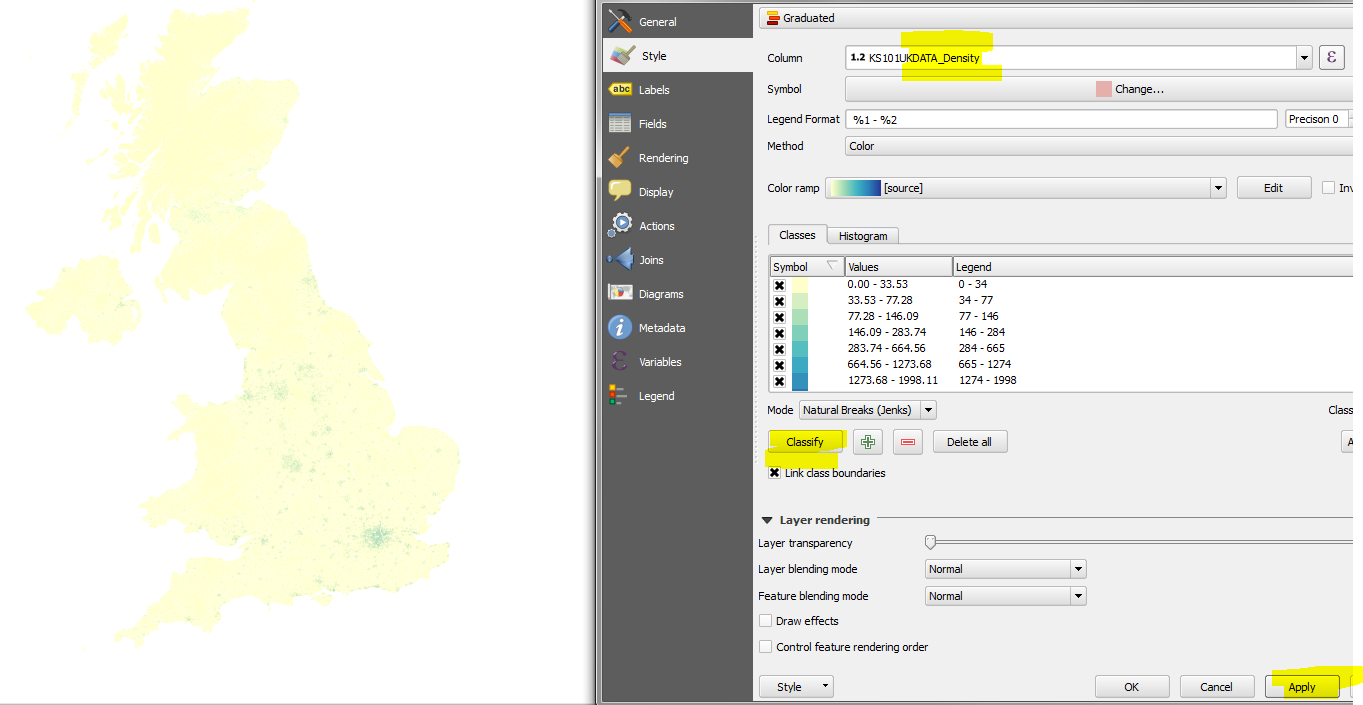 General
Style
abc
Labels
Fields
Rendering
Display
Actions
Joins
Diagrams
Metadata
Variables
Legend
Graduated
Column 1.2 KS101UKDATA_Density ε
Symbol Change...
Legend Format %1 - %2 Precison 0
Method Color
Color ramp [source] Edit Inv
Classes Histogram
Symbol Values Legend
0.00 - 33.53 0 - 34
33.53 - 77.28 34 - 77
77.28 - 146.09 77 - 146
146.09 - 283.74 146 - 284
283.74 - 664.56 284 - 665
664.56 - 1273.68 665 - 1274
1273.68 - 1998.11 1274 - 1998
Mode Natural Breaks (Jenks) Classe
Classify Delete all A
Link class boundaries
Layer rendering
Layer transparency
Layer blending mode Normal
Feature blending mode Normal
Draw effects
Control feature rendering order
Style OK Cancel Apply